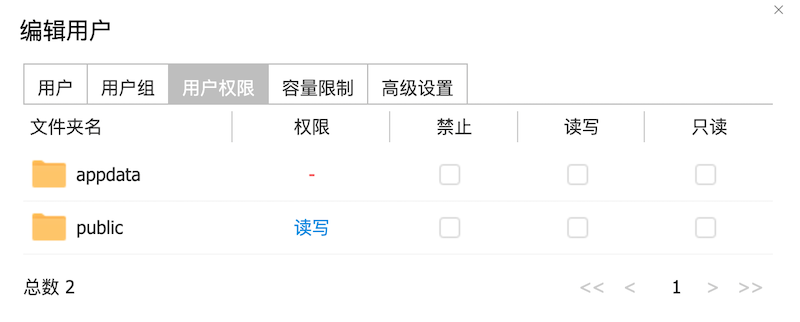 编辑用户
用户 用户组 用户权限 容量限制 高级设置
文件夹名 权限 禁止 读写 只读
appdata -
public 读写
总数 2 << < 1 > >>